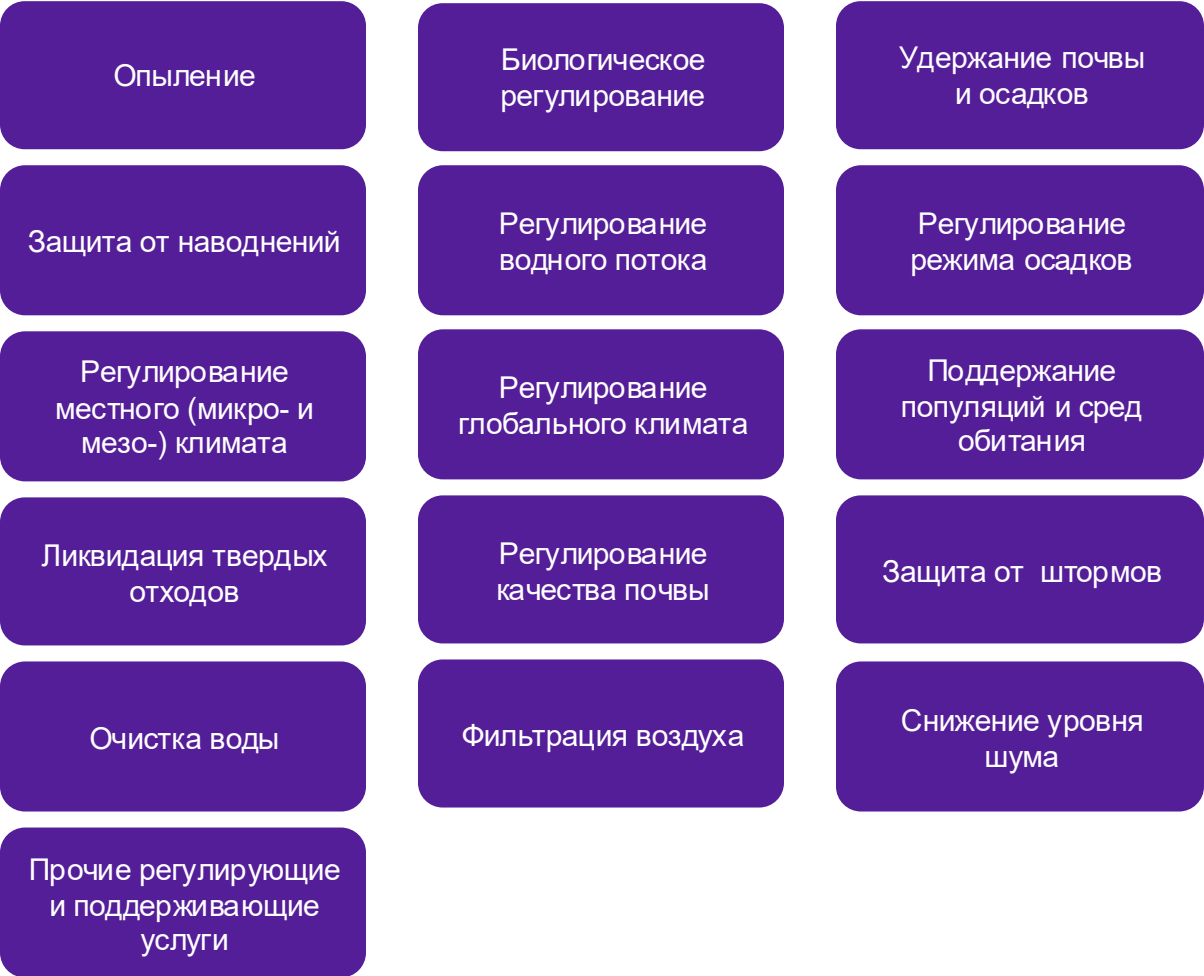 Опыление
Биологическое
регулирование
Удержание почвы
и осадков
Защита от наводнений
Регулирование
водного потока
Регулирование
режима осадков
Регулирование
местного (микро- и
мезо-) климата
Регулирование
глобального климата
Поддержание
популяций и сред
обитания
Ликвидация твердых
отходов
Регулирование
качества почвы
Защита от  штормов
Очистка воды
Фильтрация воздуха
Снижение уровня
шума
Прочие регулирующие
и поддерживающие
услуги